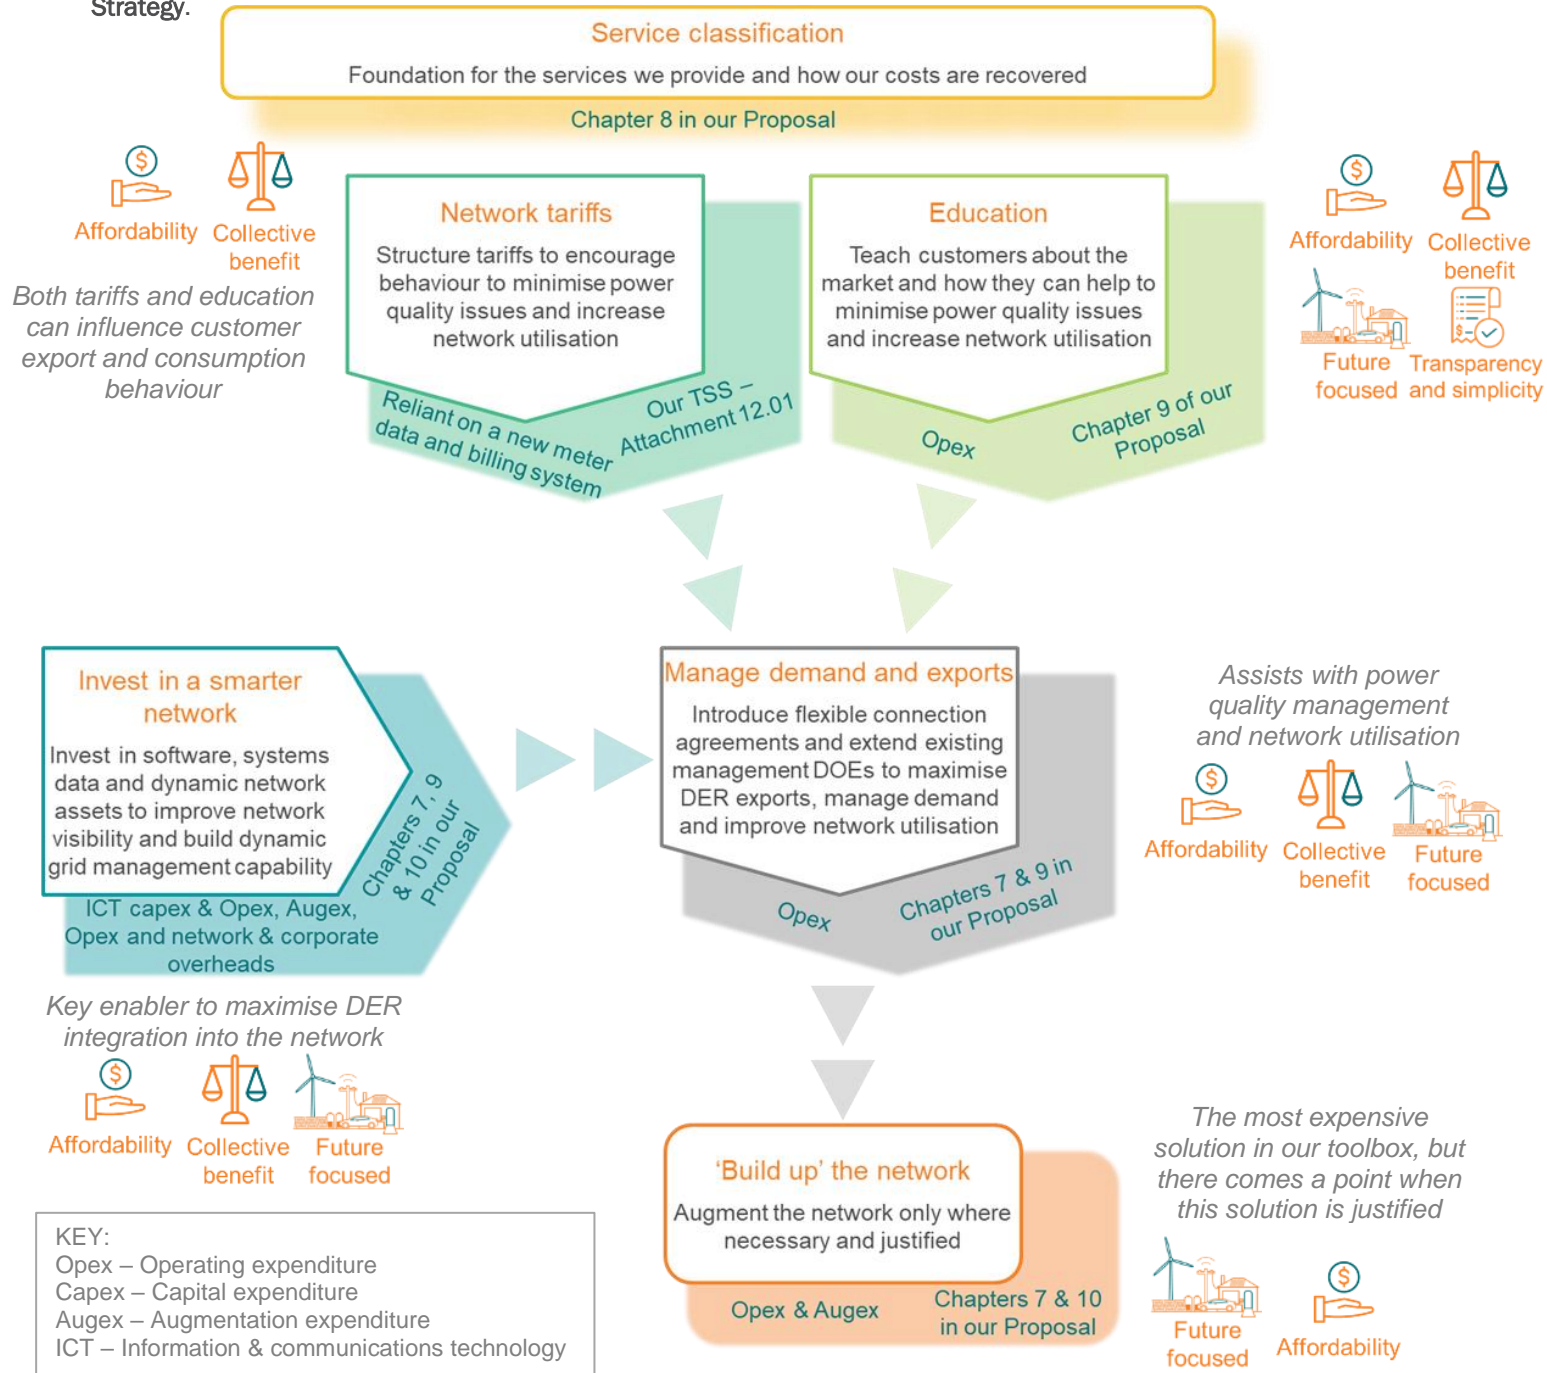 Strategy.
Service classification
Foundation for the services we provide and how our costs are recovered
Chapter 8 in our Proposal
Affordability
Collective
benefit
Both tariffs and education
can influence customer
export and consumption
behaviour
Network tariffs
Structure tariffs to encourage
behaviour to minimise power
quality issues and increase
network utilisation
Reliant on a new meter
data and billing system
Our TSS –
Attachment 12.01
Education
Teach customers about the
market and how they can help to
minimise power quality issues
and increase network utilisation
Opex
Chapter 9 of our
Proposal
Affordability
Collective
benefit
Future
focused
Transparency
and simplicity
Invest in a smarter
network
Invest in software, systems
data and dynamic network
assets to improve network
visibility and build dynamic
grid management capability
Chapters 7, 9
& 10 in our
Proposal
ICT capex & Opex, Augex,
Opex and network & corporate
overheads
Key enabler to maximise DER
integration into the network
Affordability
Collective
benefit
Future
focused
Manage demand and exports
Introduce flexible connection
agreements and extend existing
management DOEs to maximise
DER exports, manage demand
and improve network utilisation
Opex
Chapters 7 & 9 in
our Proposal
Assists with power
quality management
and network utilisation
Affordability
Collective
benefit
Future
focused
'Build up' the network
Augment the network only where
necessary and justified
Opex & Augex
Chapters 7 & 10
in our Proposal
The most expensive
solution in our toolbox, but
there comes a point when
this solution is justified
Future
focused
Affordability
KEY:
Opex – Operating expenditure
Capex – Capital expenditure
Augex – Augmentation expenditure
ICT – Information & communications technology